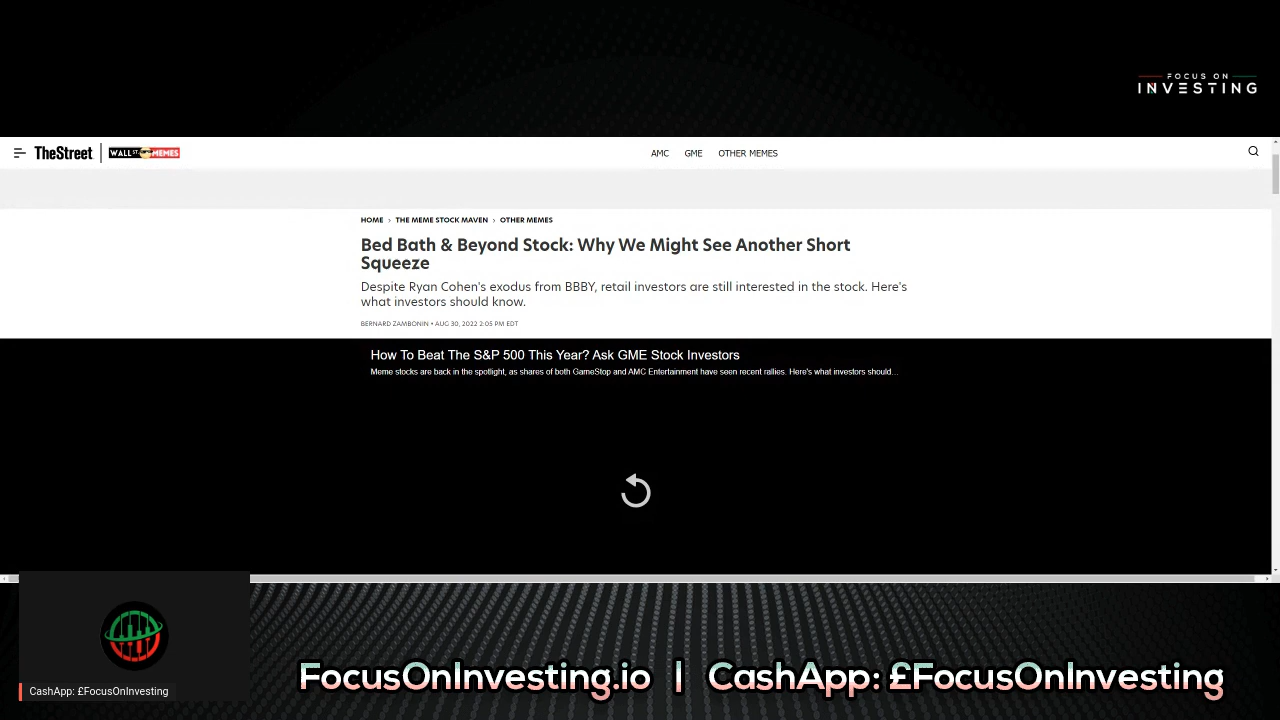 FOCUS ON
INVESTING
TheStreet
WALL ST. MEMES
AMC GME OTHER MEMES
HOME > THE MEME STOCK MAVEN > OTHER MEMES
Bed Bath & Beyond Stock: Why We Might See Another Short
Squeeze
Despite Ryan Cohen's exodus from BBBY, retail investors are still interested in the stock. Here's
what investors should know.
BERNARD ZAMBONIN • AUG 30, 2022 2:05 PM EDT
How To Beat The S&P 500 This Year? Ask GME Stock Investors
Meme stocks are back in the spotlight, as shares of both GameStop and AMC Entertainment have seen recent rallies. Here's what investors should...
CashApp: £FocusOnInvesting
FocusOnInvesting.io | CashApp: £FocusOnInvesting